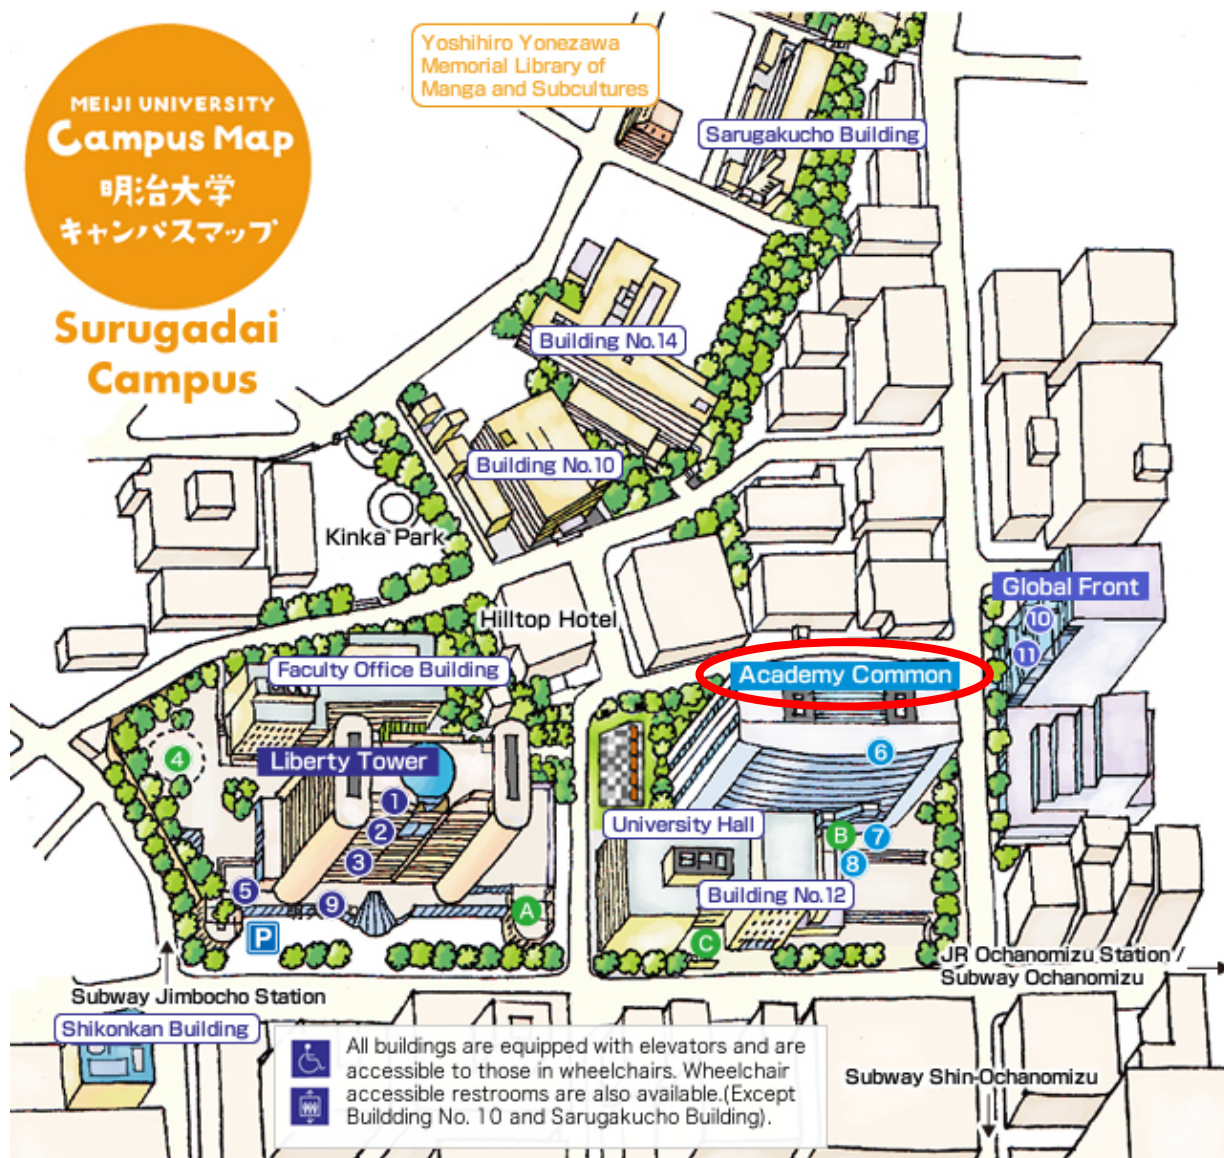 MEIJI UNIVERSITY
Campus Map
明治大学
キャンパスマップ
Surugadai
Campus
Yoshihiro Yonezawa
Memorial Library of
Manga and Subcultures
Sarugakucho Building
Building No.14
Building No.10
Kinka Park
Hilltop Hotel
Global Front
10
11
Faculty Office Building
Academy Common
Liberty Tower
4
6
1
2
3
University Hall
B
7
8
5
9
A
Building No.12
P
C
JR Ochanomizu Station /
Subway Ochanomizu
Subway Jimbocho Station
Shikonkan Building
All buildings are equipped with elevators and are
accessible to those in wheelchairs. Wheelchair
accessible restrooms are also available.(Except
Buildding No. 10 and Sarugakucho Building).
Subway Shin-Ochanomizu